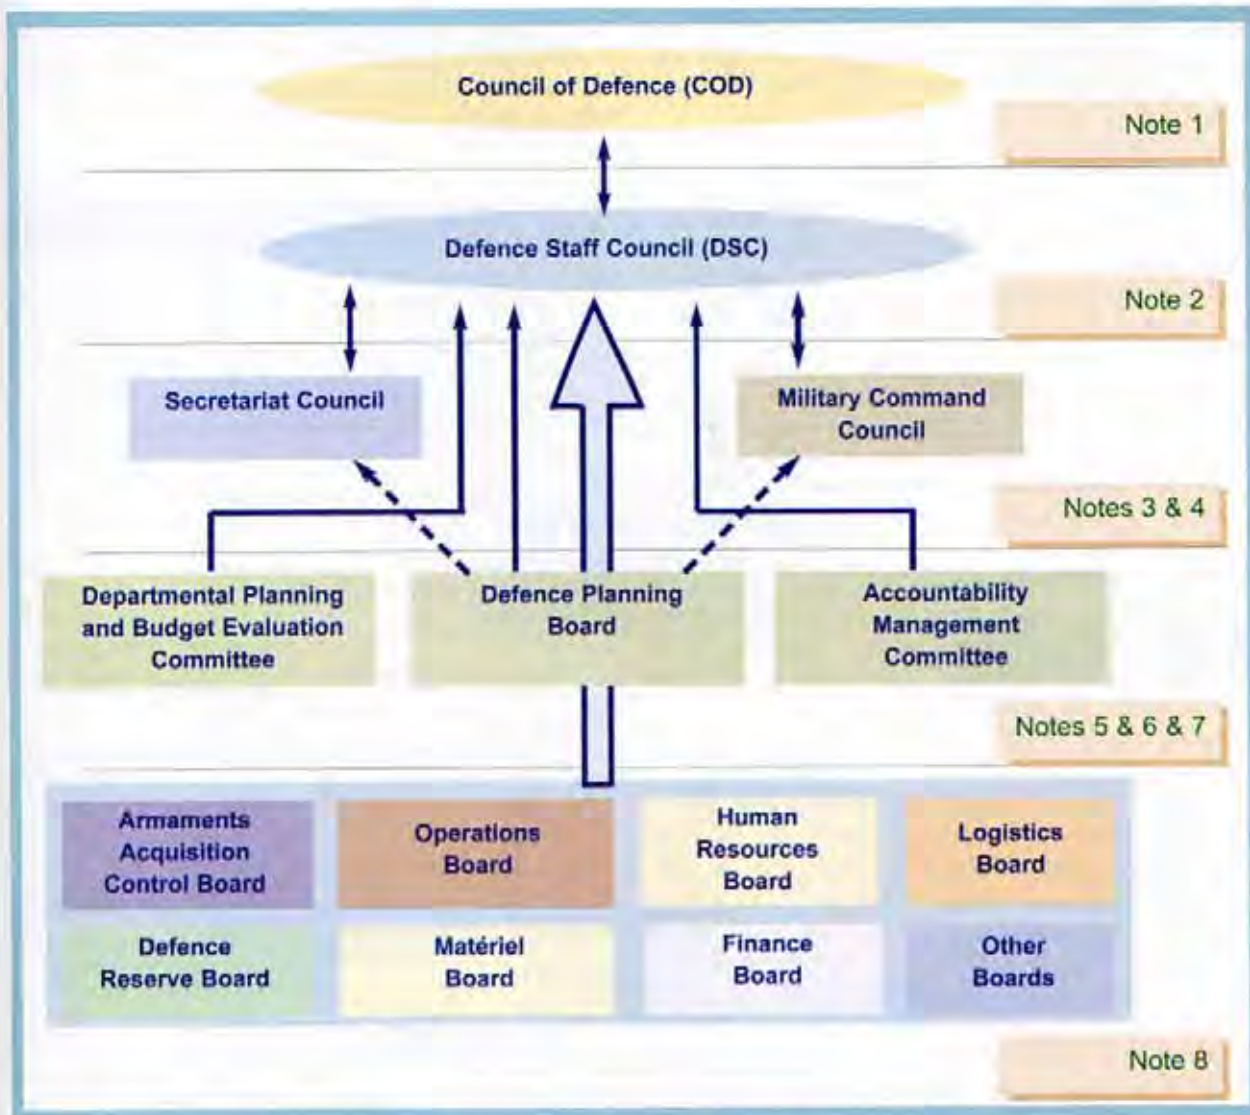 Council of Defence (COD)
Note 1
Defence Staff Council (DSC)
Note 2
Secretariat Council
Military Command
Council
Notes 3 & 4
Departmental Planning
and Budget Evaluation
Committee
Defence Planning
Board
Accountability
Management
Committee
Notes 5 & 6 & 7
Armaments
Acquisition
Control Board
Operations
Board
Human
Resources
Board
Logistics
Board
Defence
Reserve Board
Matériel
Board
Finance
Board
Other
Boards
Note 8